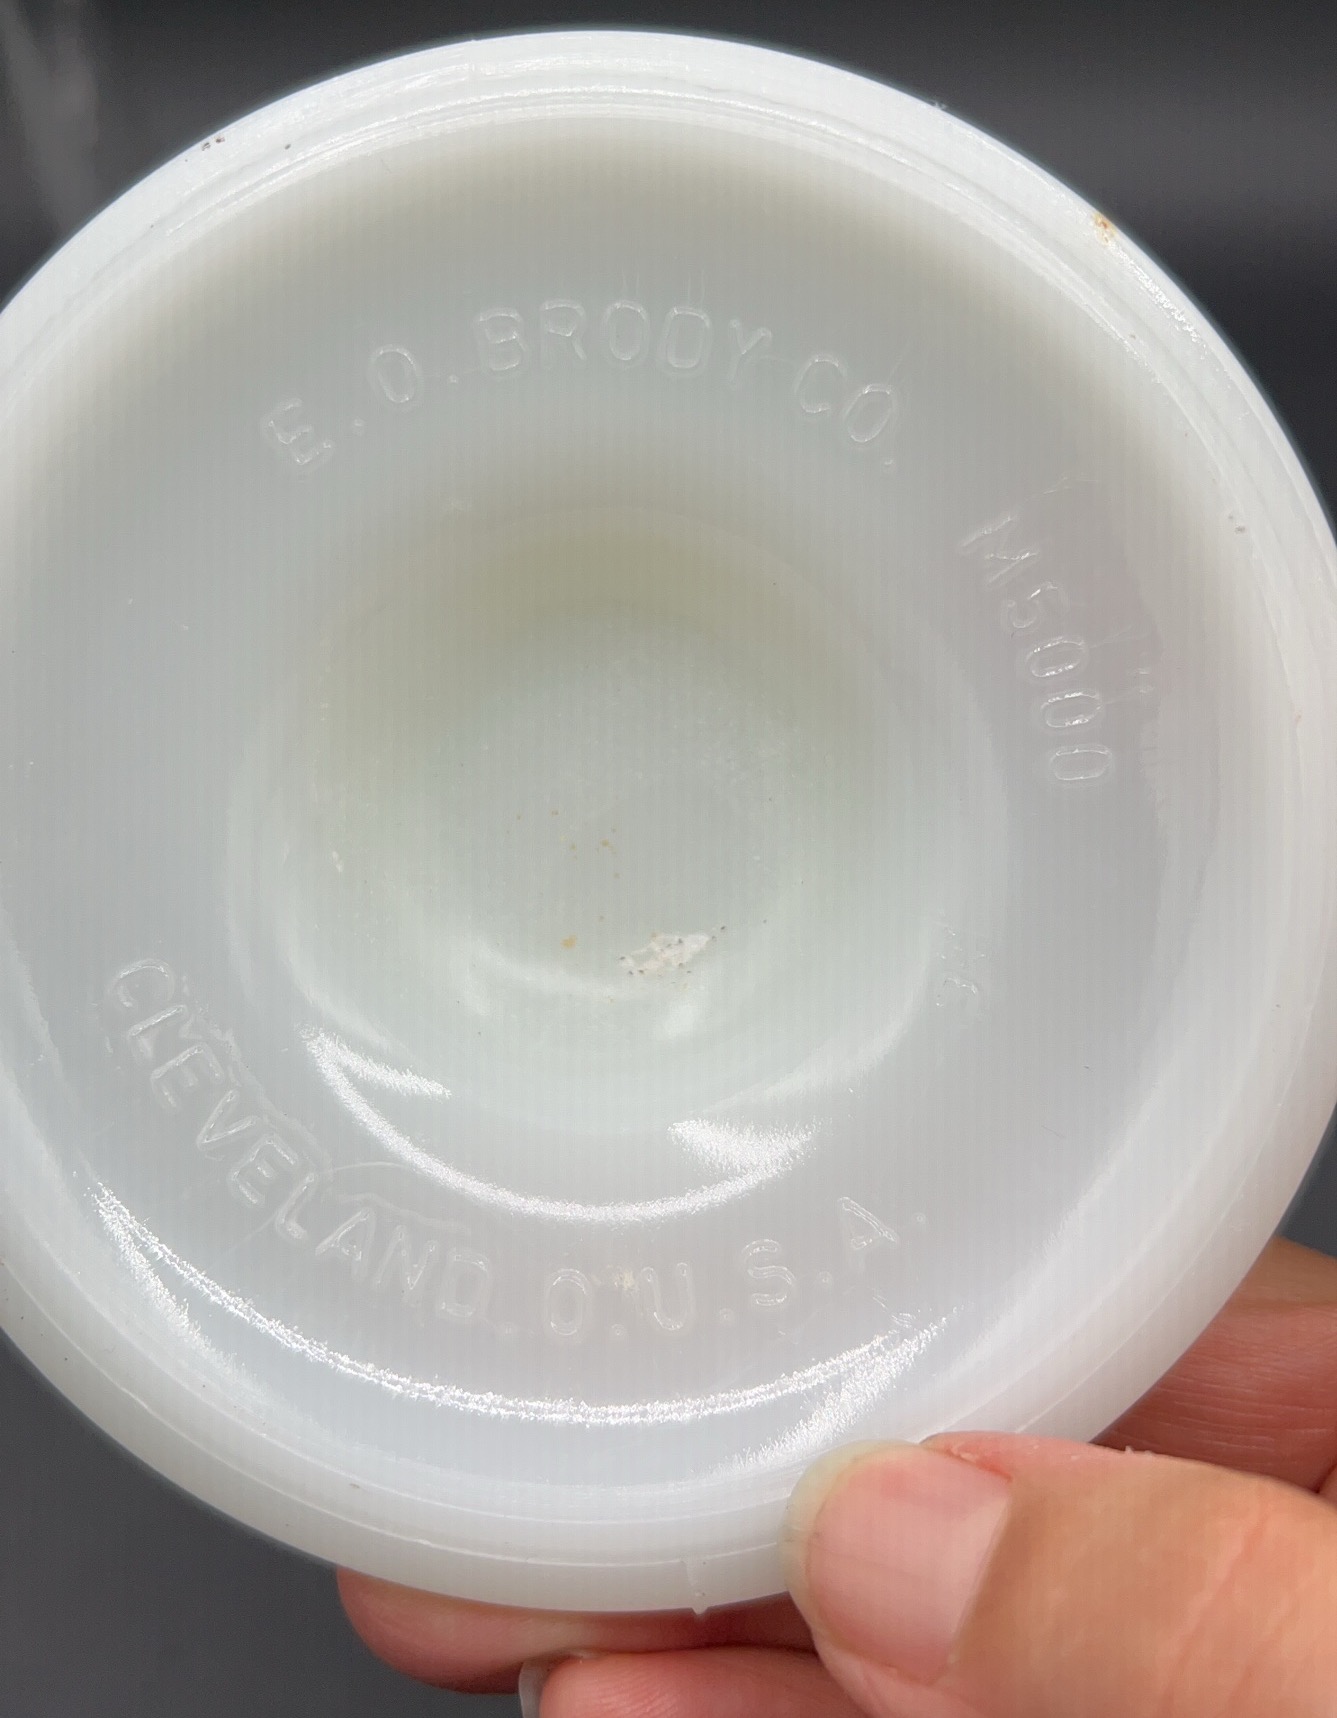 E.O. BRODY CO.
M5000
CLEVELAND. O. U.S.A.